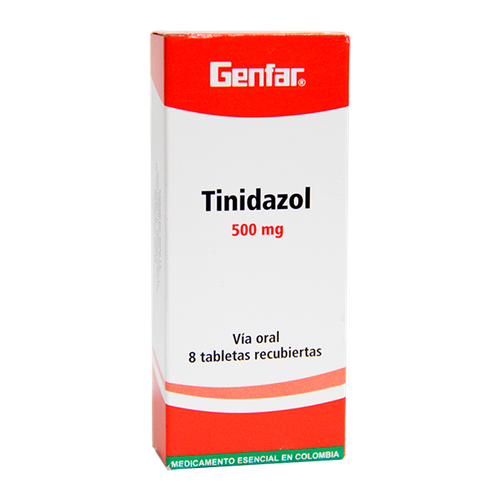 Genfar®
Tinidazol
500 mg
Vía oral
8 tabletas recubiertas
MEDICAMENTO ESENCIAL EN COLOMBIA